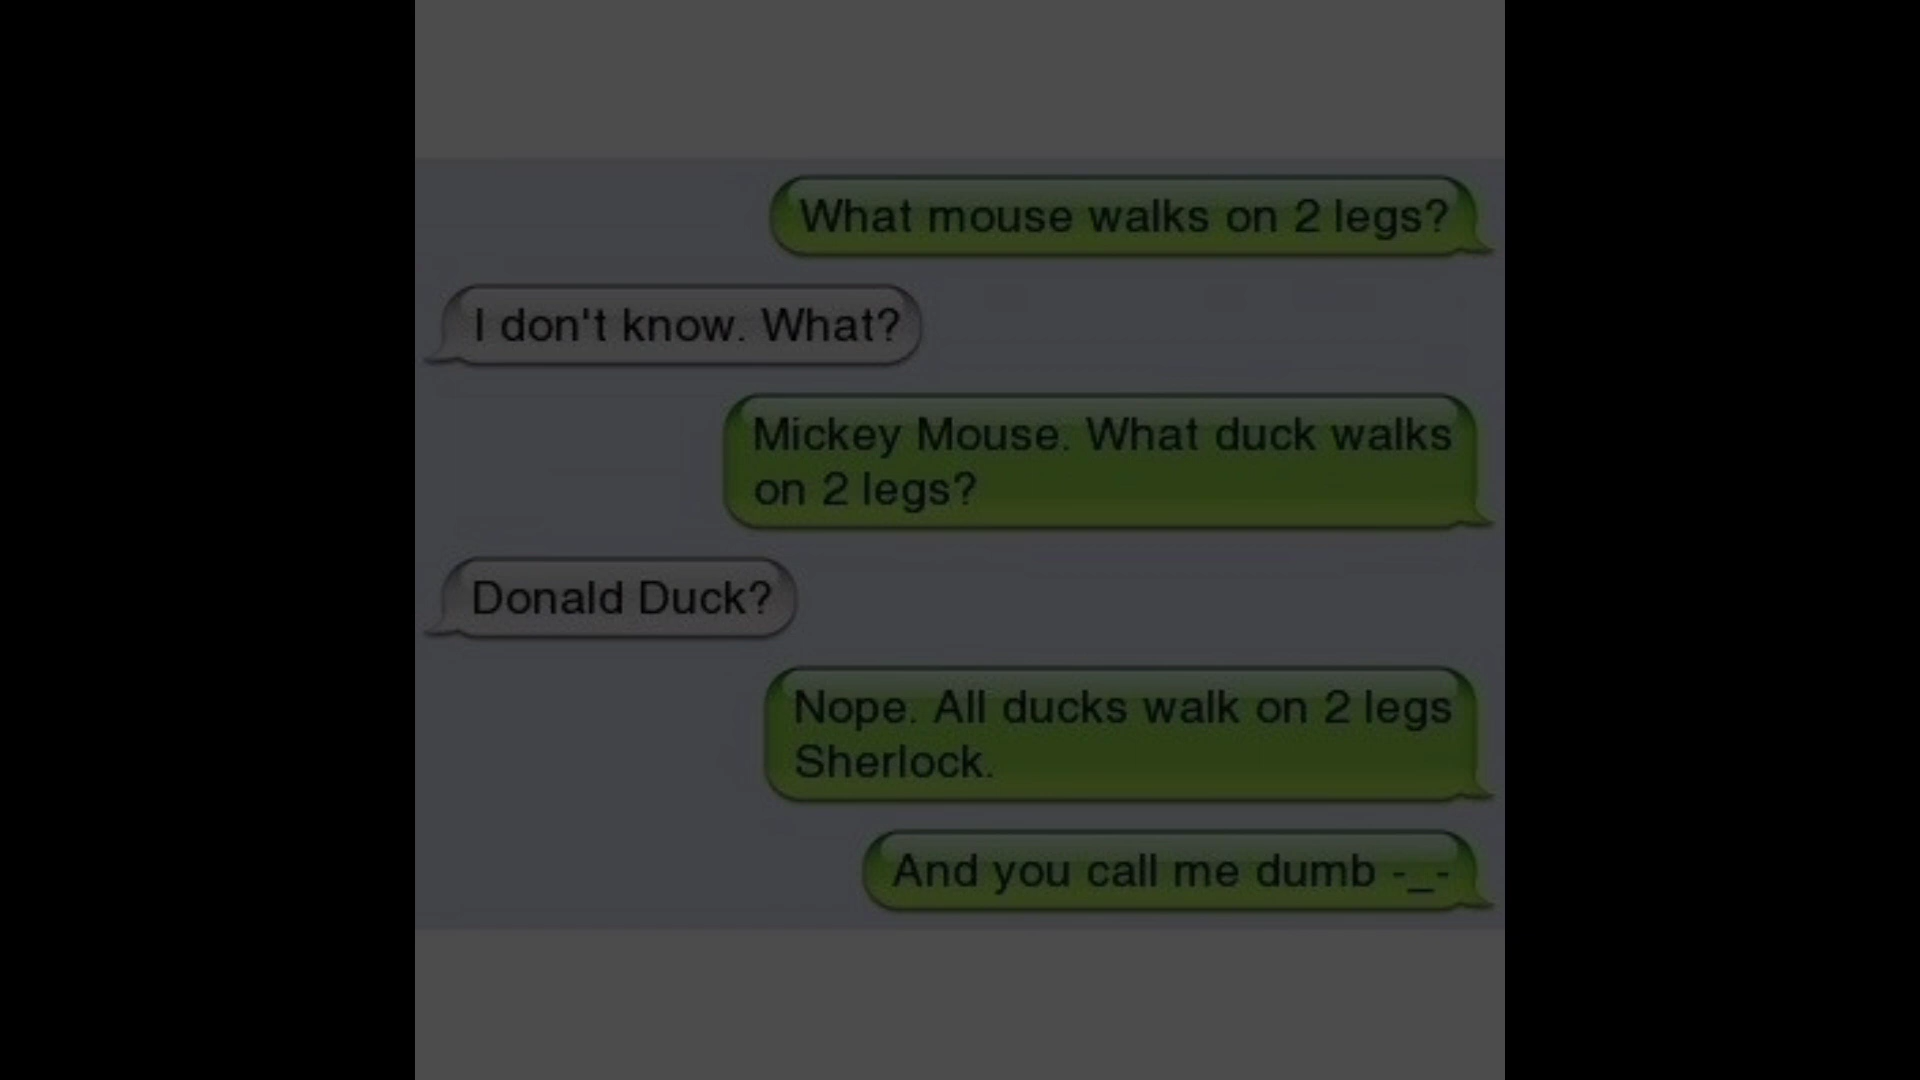 What mouse walks on 2 legs?
I don't know. What?
Mickey Mouse. What duck walks
on 2 legs?
Donald Duck?
Nope. All ducks walk on 2 legs
Sherlock.
And you call me dumb -_-